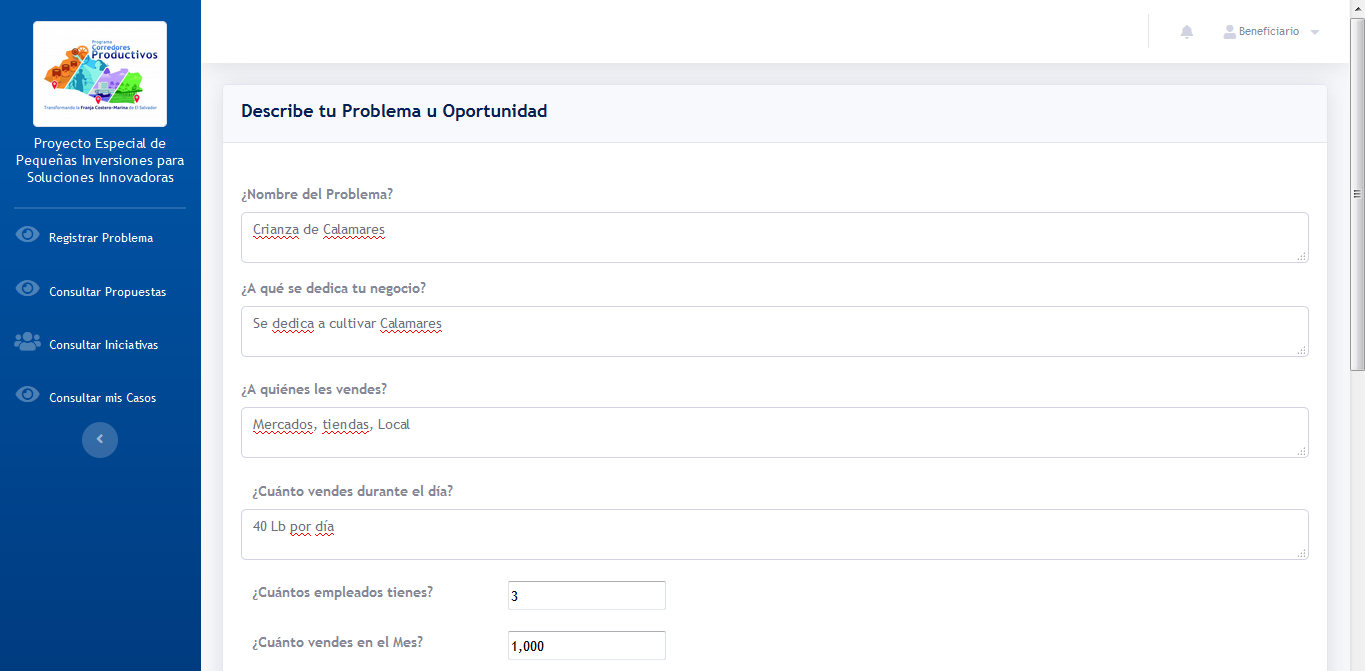 Programa
Corredores
Productivos
Transformando la Franja Costero-Marina de El Salvador
Proyecto Especial de
Pequeñas Inversiones para
Soluciones Innovadoras
Registrar Problema
Consultar Propuestas
Consultar Iniciativas
Consultar mis Casos
Beneficiario
Describe tu Problema u Oportunidad
¿Nombre del Problema?
Crianza de Calamares
¿A qué se dedica tu negocio?
Se dedica a cultivar Calamares
¿A quiénes les vendes?
Mercados, tiendas, Local
¿Cuánto vendes durante el día?
40 Lb por día
¿Cuántos empleados tienes?
3
¿Cuánto vendes en el Mes?
1,000